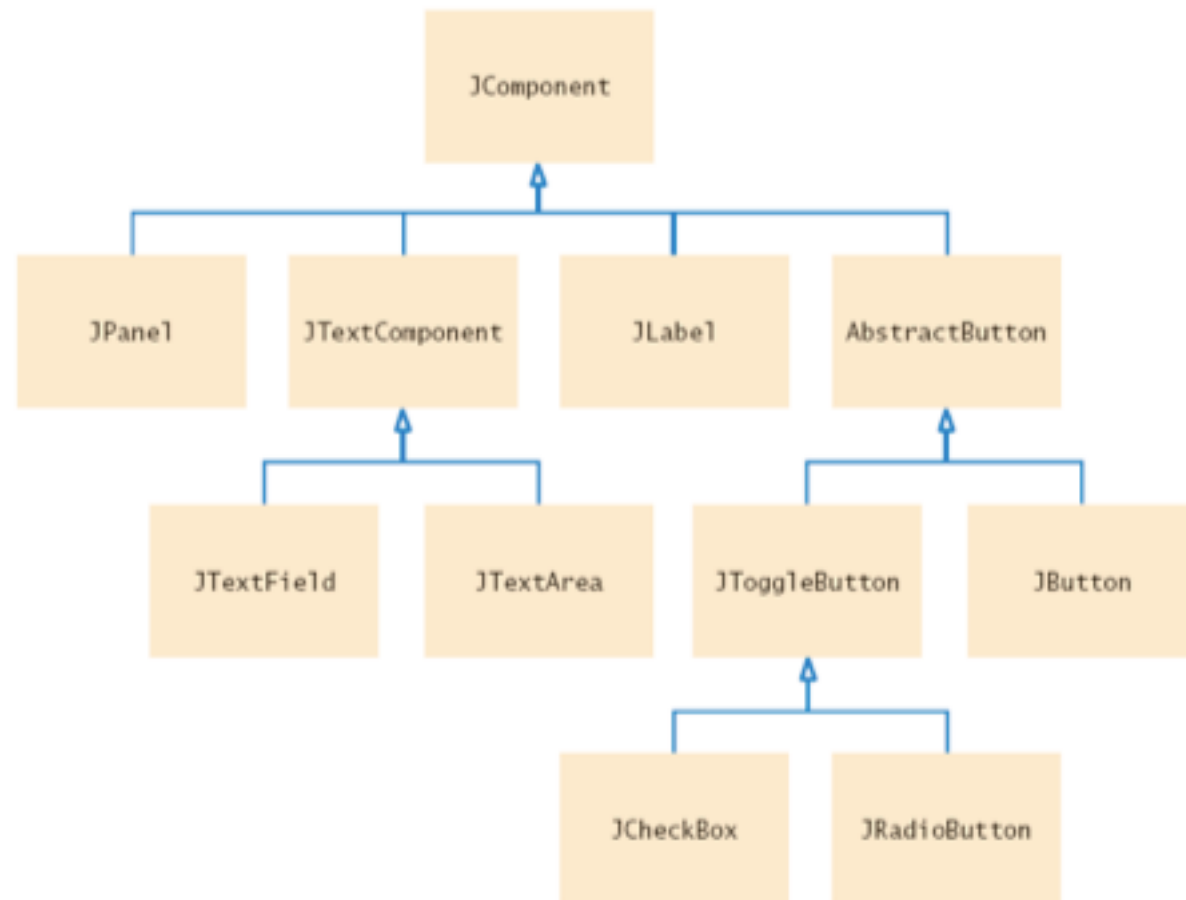 JComponent
JPanel
JTextComponent
JLabel
AbstractButton
JTextField
JTextArea
JToggleButton
JButton
JCheckBox
JRadioButton